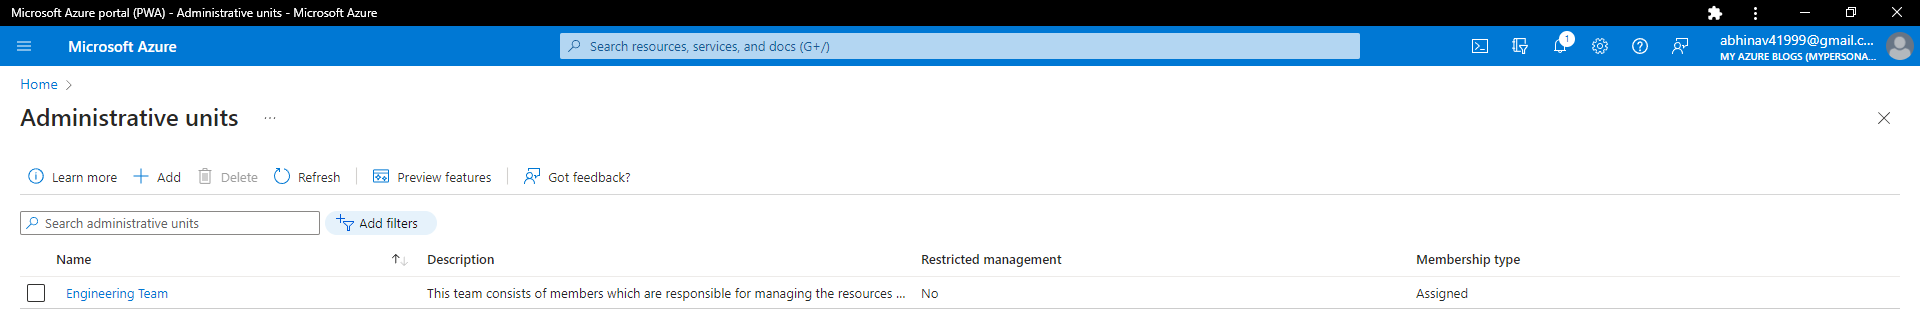 Microsoft Azure portal (PWA) - Administrative units - Microsoft Azure
Microsoft Azure
Search resources, services, and docs (G+/)
1
abhinav41999@gmail.c...
MY AZURE BLOGS (MYPERSONA...
Home
Administrative units ...
Learn more Add Delete Refresh Preview features Got feedback?
Search administrative units Add filters
Name Description Restricted management Membership type
Engineering Team This team consists of members which are responsible for managing the resources ... No Assigned